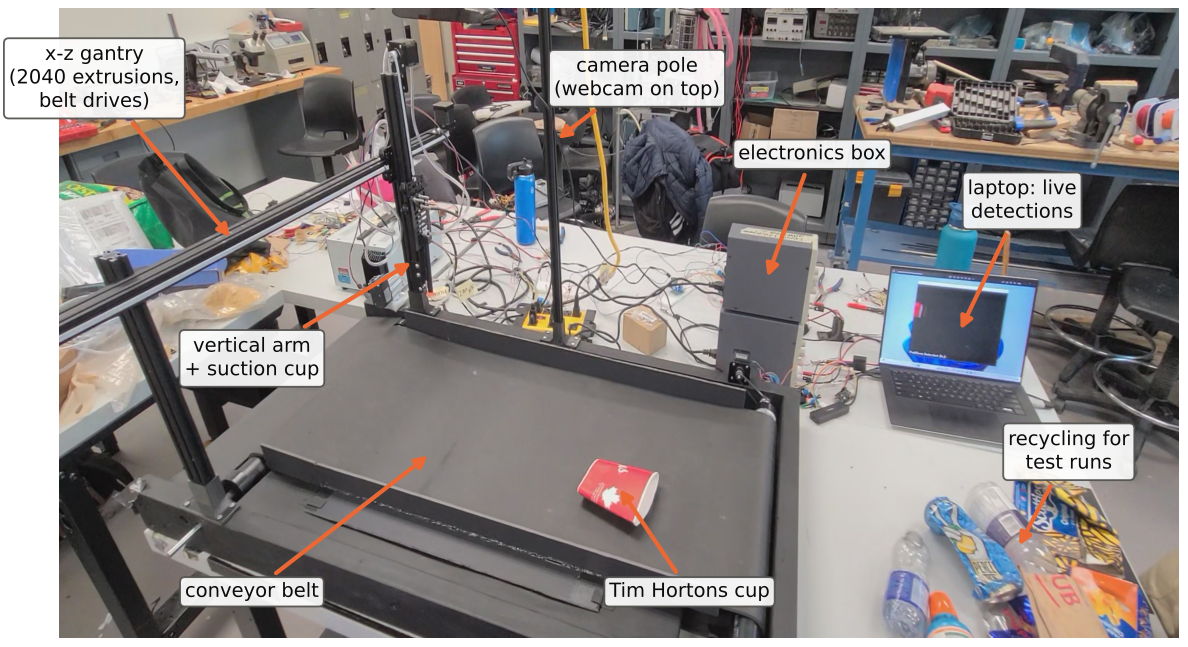 x-z gantry
(2040 extrusions,
belt drives)
camera pole
(webcam on top)
electronics box
laptop: live
detections
vertical arm
+ suction cup
recycling for
test runs
conveyor belt
Tim Hortons cup